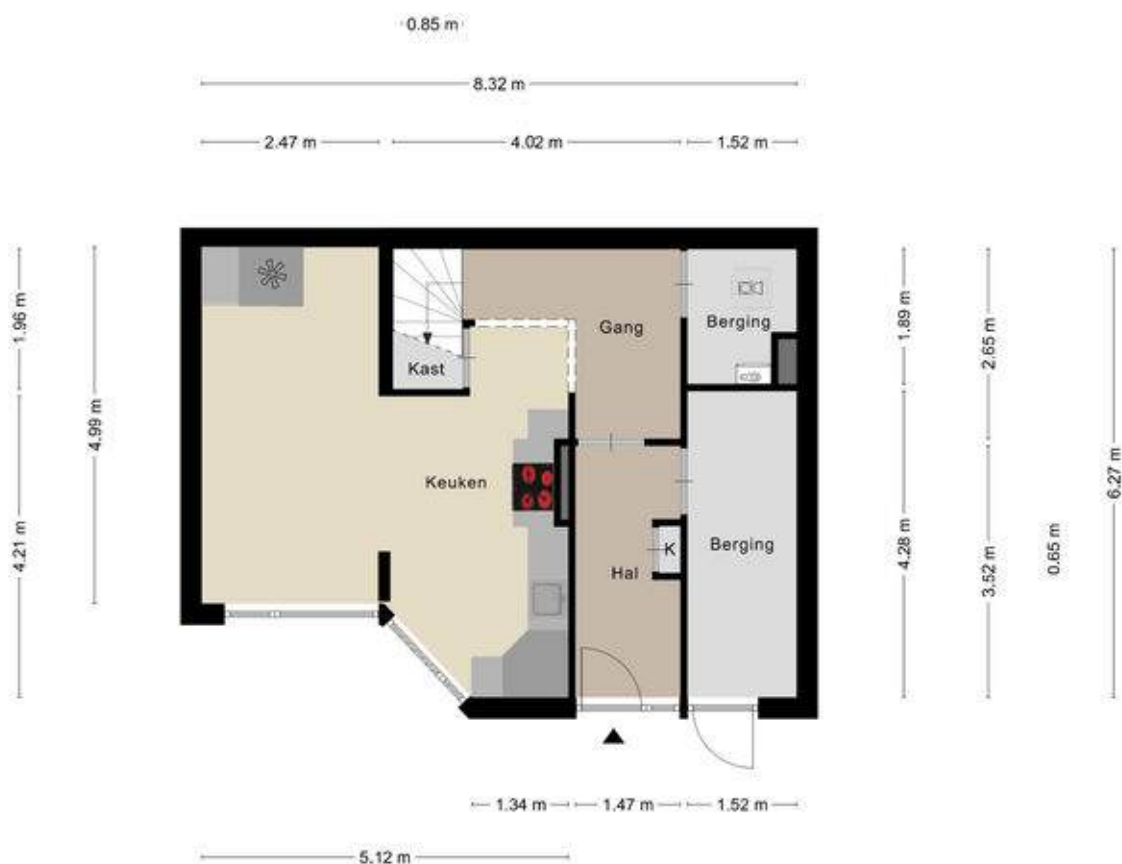 0.85 m
8.32 m
2.47 m
4.02 m
1.52 m
1.96 m
4.99 m
4.21 m
Gang
Berging
Kast
Keuken
Berging
K
Hal
1.89 m
2.65 m
4.28 m
3.52 m
0.65 m
6.27 m
1.34 m
1.47 m
1.52 m
5.12 m